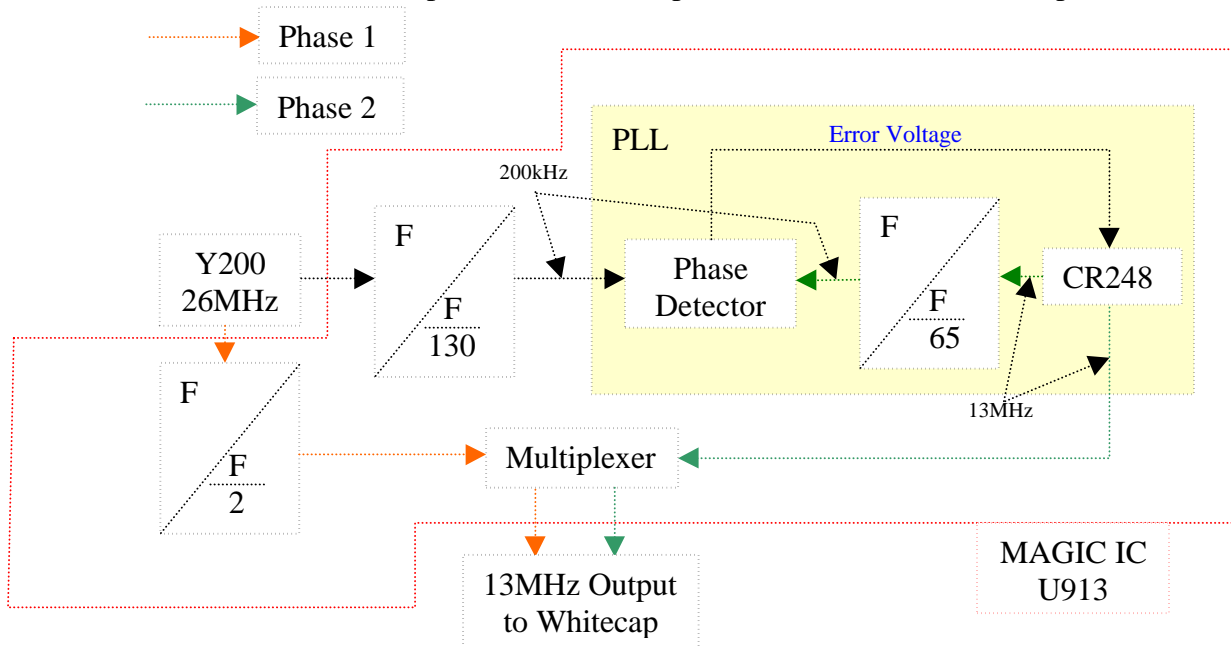 Phase 1
Phase 2
PLL
Error Voltage
200kHz
F
F
130
Y200
26MHz
Phase
Detector
F
F
65
CR248
13MHz
F
F
2
Multiplexer
13MHz Output
to Whitecap
MAGIC IC
U913